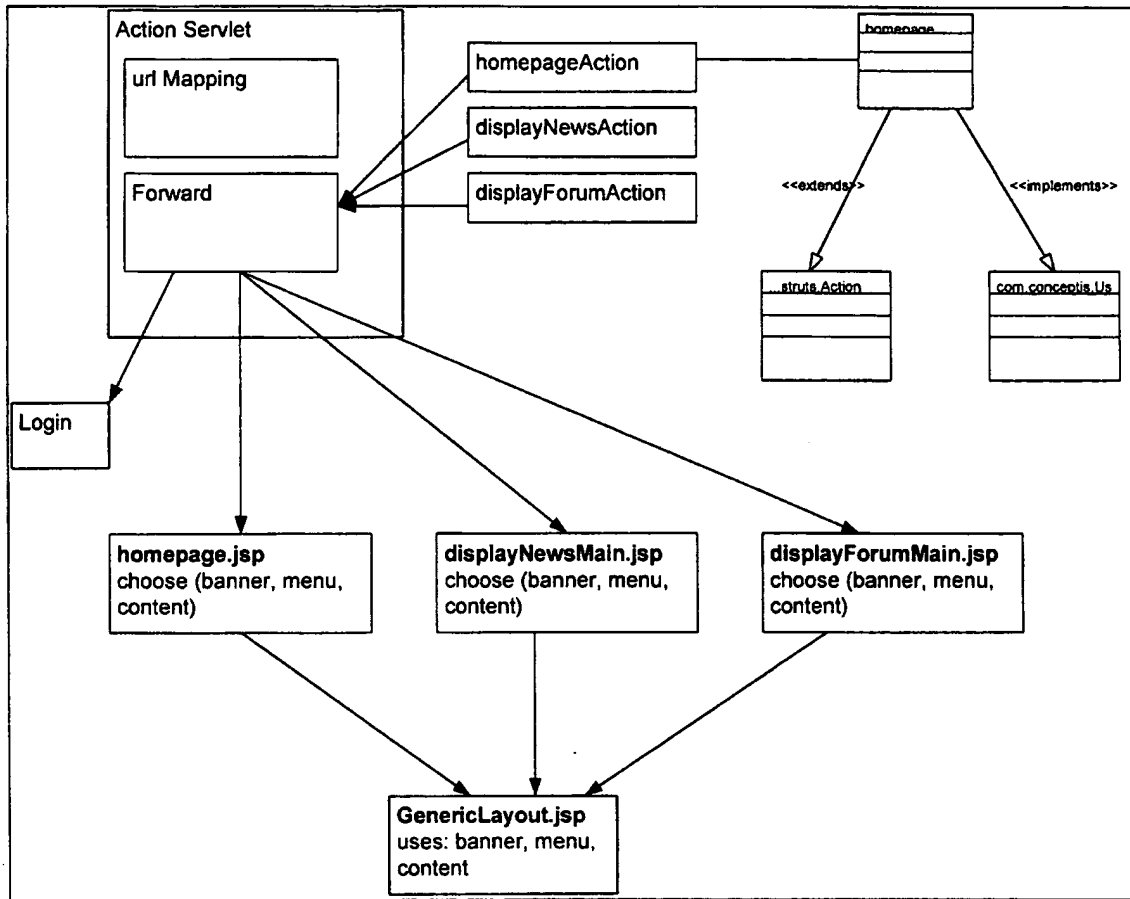 Action Servlet
url Mapping
Forward
homepageAction
displayNewsAction
displayForumAction
homepage
<<extends>>
<<implements>>
...struts.Action
com.conceptis.Us
Login
homepage.jsp
choose (banner, menu,
content)
displayNewsMain.jsp
choose (banner, menu,
content)
displayForumMain.jsp
choose (banner, menu,
content)
GenericLayout.jsp
uses: banner, menu,
content